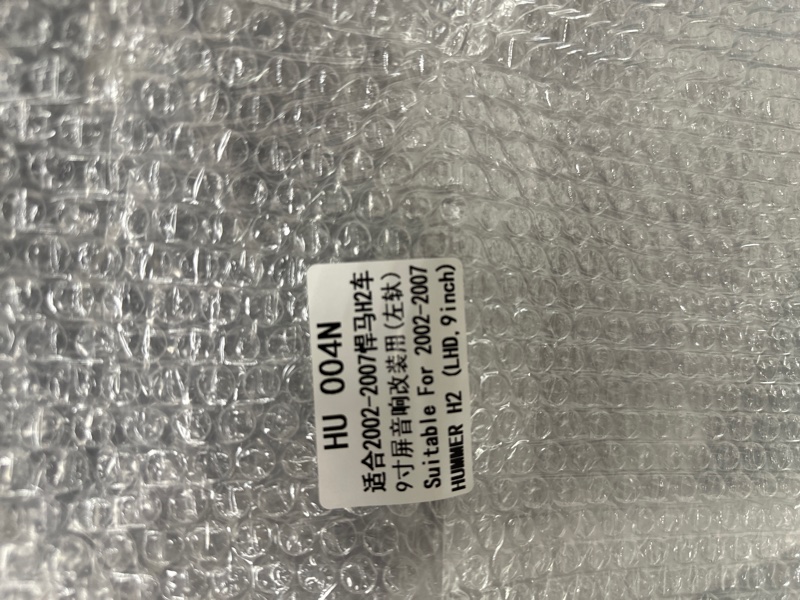 HU 004N
适合2002-2007悍马H2车
9寸屏音响改装用(左钦)
Suitable For 2002-2007
HUMMER H2 (LHD,9inch)